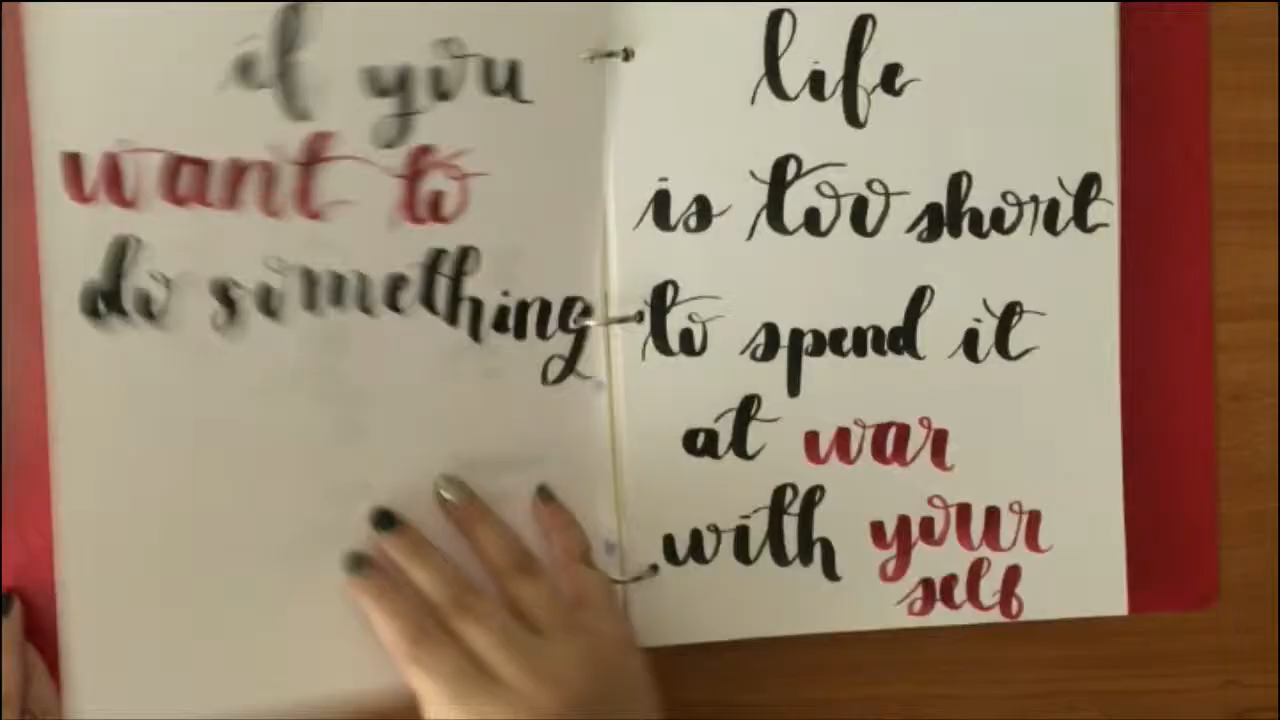 if you
want to
do something
life
is too short
to spend it
at war
with your
self